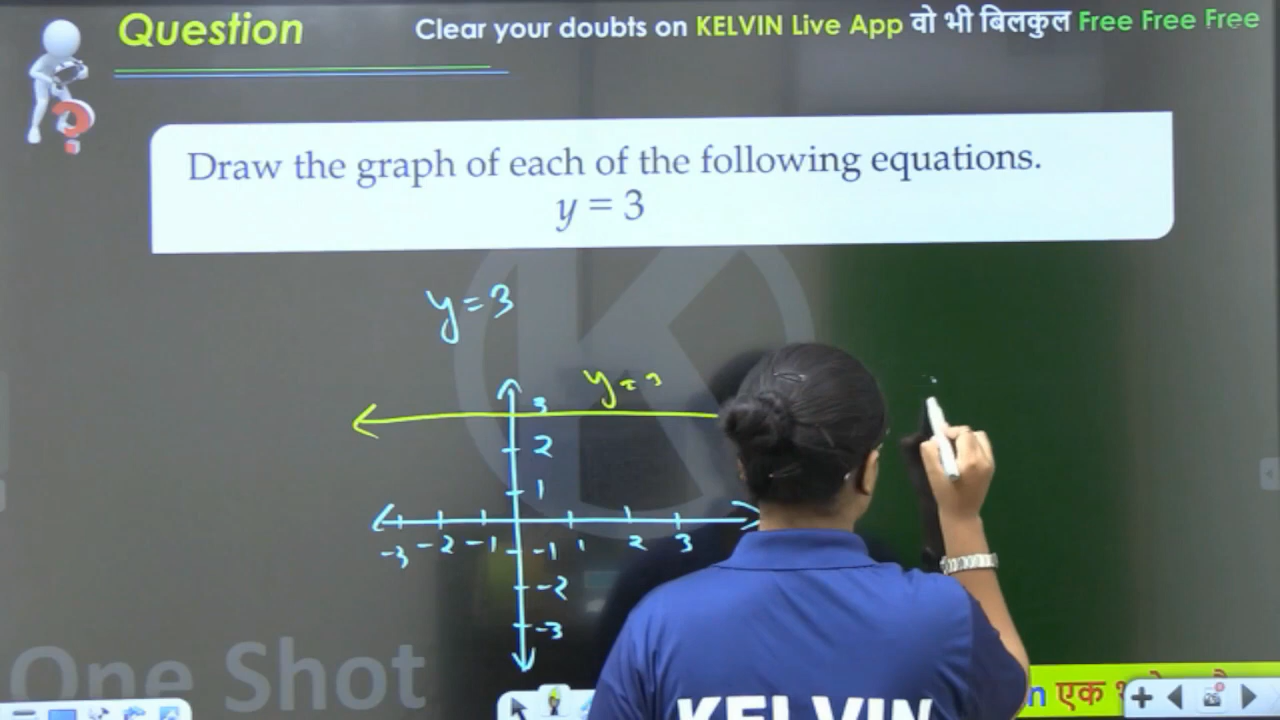 Question
Clear your doubts on KELVIN Live App वो भी बिलकुल Free Free Free
Draw the graph of each of the following equations.
y = 3
y = 3
y = 3
3
2
1
-3 -2 -1 1 2 3
-1
-2
-3
One Shot
एक
KELVIN